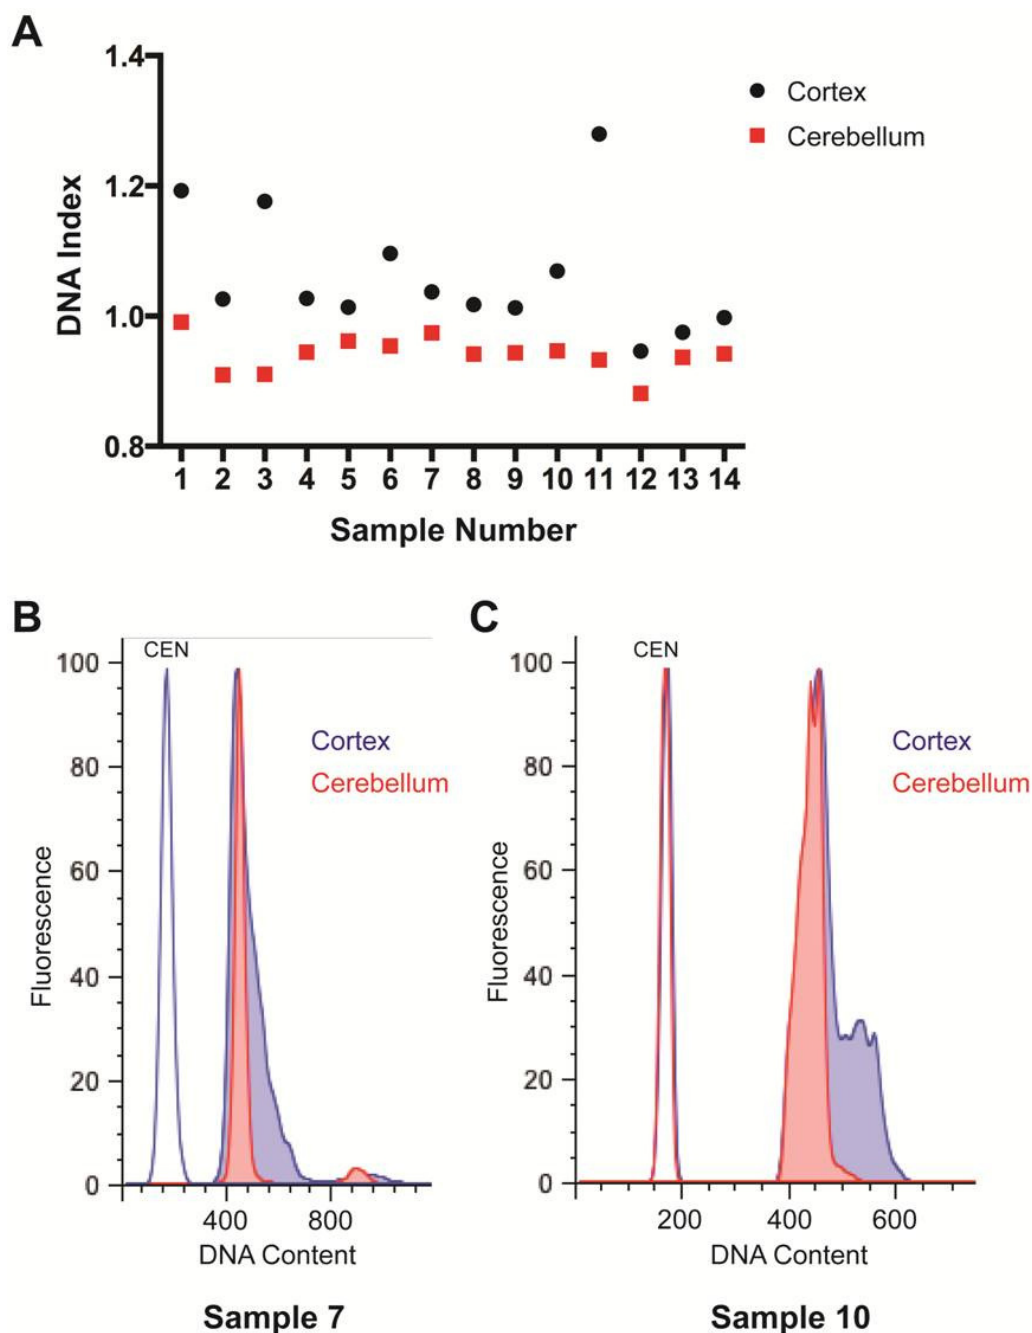 A
1.4
1.2
1.0
0.8
DNA Index
Cortex
Cerebellum
1 2 3 4 5 6 7 8 9 10 11 12 13 14
Sample Number
B
CEN
100
80
60
40
20
0
Fluorescence
Cortex
Cerebellum
400 800
DNA Content
Sample 7
C
CEN
100
80
60
40
20
0
Fluorescence
Cortex
Cerebellum
200 400 600
DNA Content
Sample 10